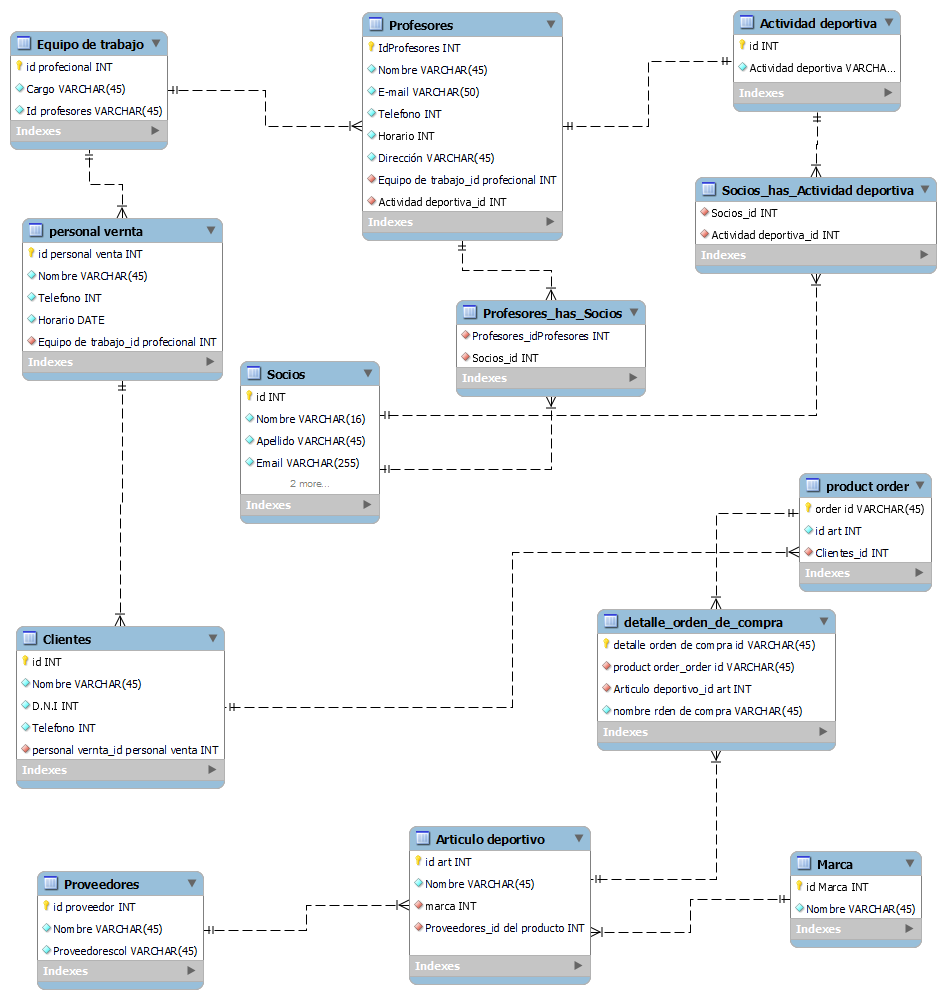 Equipo de trabajo
id profecional INT
Cargo VARCHAR(45)
Id profesores VARCHAR(45)
Indexes
Profesores
IdProfesores INT
Nombre VARCHAR(45)
E-mail VARCHAR(50)
Telefono INT
Horario INT
Dirección VARCHAR(45)
Equipo de trabajo_id profecional INT
Actividad deportiva_id INT
Indexes
Actividad deportiva
id INT
Actividad deportiva VARCHA...
Indexes
Socios_has_Actividad deportiva
Socios_id INT
Actividad deportiva_id INT
Indexes
personal vernta
id personal venta INT
Nombre VARCHAR(45)
Telefono INT
Horario DATE
Equipo de trabajo_id profecional INT
Indexes
Profesores_has_Socios
Profesores_idProfesores INT
Socios_id INT
Indexes
Socios
id INT
Nombre VARCHAR(16)
Apellido VARCHAR(45)
Email VARCHAR(255)
2 more...
Indexes
product order
order id VARCHAR(45)
id art INT
Clientes_id INT
Indexes
detalle_orden_de_compra
detalle orden de compra id VARCHAR(45)
product order_order id VARCHAR(45)
Articulo deportivo_id art INT
nombre rden de compra VARCHAR(45)
Indexes
Clientes
id INT
Nombre VARCHAR(45)
D.N.I INT
Telefono INT
personal vernta_id personal venta INT
Indexes
Articulo deportivo
id art INT
Nombre VARCHAR(45)
marca INT
Proveedores_id del producto INT
Indexes
Proveedores
id proveedor INT
Nombre VARCHAR(45)
Proveedorescol VARCHAR(45)
Indexes
Marca
id Marca INT
Nombre VARCHAR(45)
Indexes